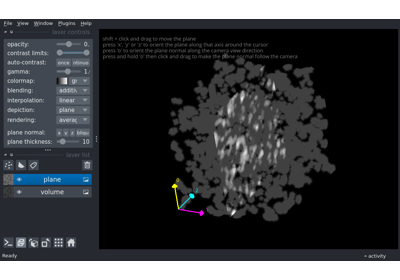 File View Plugins Window Help
layer controls
opacity: 0.
contrast limits:
auto-contrast: once
gamma: 1.
colormap: gr
blending: additiv
interpolation: linear
depiction: plane
rendering: averag
plane normal: x y z
plane thickness: 10
layer list
plane
volume
Ready
activity
shift + click and drag to move the plane
press 'x', 'y' or 'z' to orient the plane along that axis around the cursor
press 'o' to orient the plane normal along the camera view direction
press and hold 'o' then click and drag to make the plane normal follow the camera